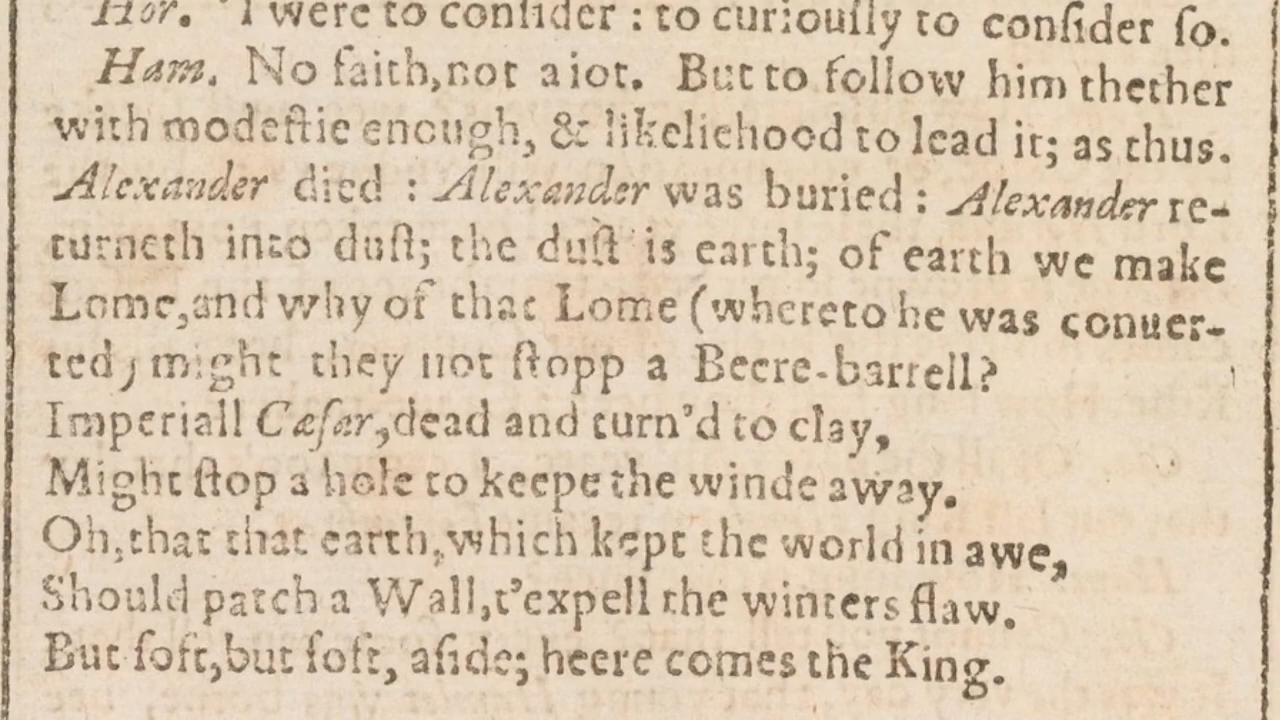 Hor. 'Twere to conſider : to curiouſly to conſider ſo.
Ham. No faith,not a iot. But to follow him thether
with modeſtie enough, & likeliehood to lead it; as thus.
Alexander died : Alexander was buried : Alexander re-
turneth into duſt; the duſt is earth; of earth we make
Lome,and why of that Lome (whereto he was conuer-
ted) might they not ſtopp a Beere-barrell?
Imperiall Cæſar,dead and turn'd to clay,
Might ſtop a hole to keepe the winde away.
Oh,that that earth,which kept the world in awe,
Should patch a Wall,t'expell the winters flaw.
But ſoft,but ſoft, aſide; heere comes the King.